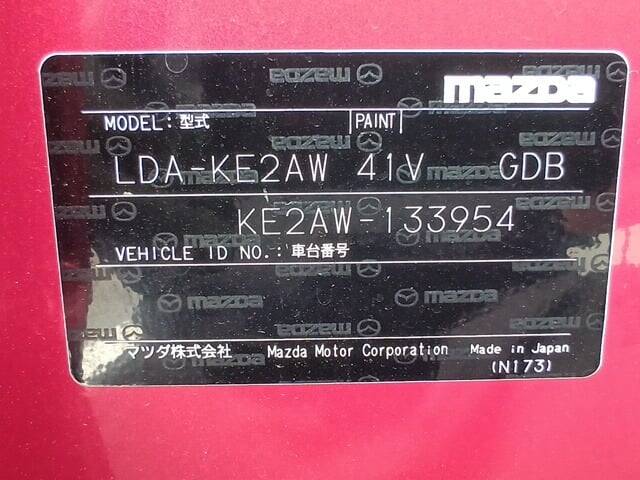 mazda
MODEL: 型式 PAINT
LDA-KE2AW 41V GDB
KE2AW-133954
VEHICLE ID NO.: 車台番号
マツダ株式会社 Mazda Motor Corporation Made in Japan
(N173)